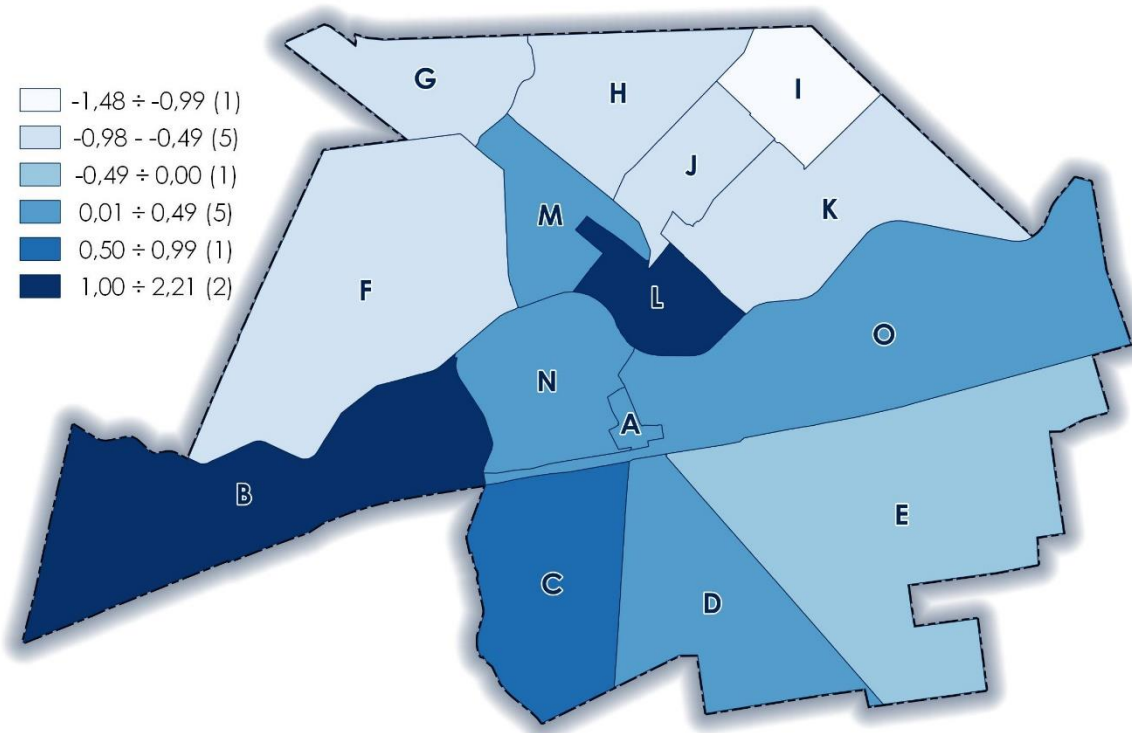 -1,48 ÷ -0,99 (1)
-0,98 - -0,49 (5)
-0,49 ÷ 0,00 (1)
0,01 ÷ 0,49 (5)
0,50 ÷ 0,99 (1)
1,00 ÷ 2,21 (2)
G
H
I
J
K
M
F
L
O
N
A
B
E
C
D